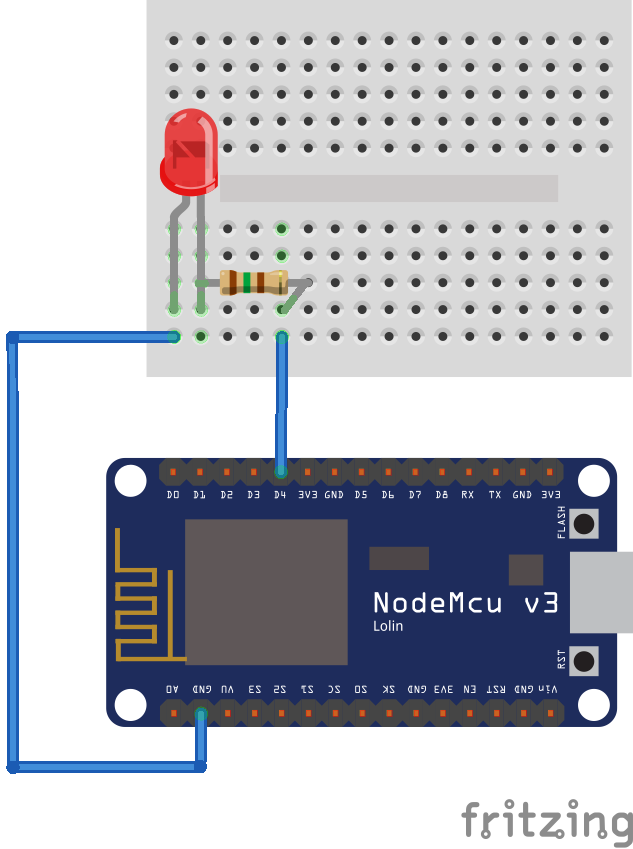 D0 D1 D2 D3 D4 3V3 GND D5 D6 D7 D8 RX TX GND 3V3
FLASH
NodeMcu v3
Lolin
RST
A0 GND VU S3 S2 S1 SC S0 SK GND 3V3 EN RST GND Vin
fritzing